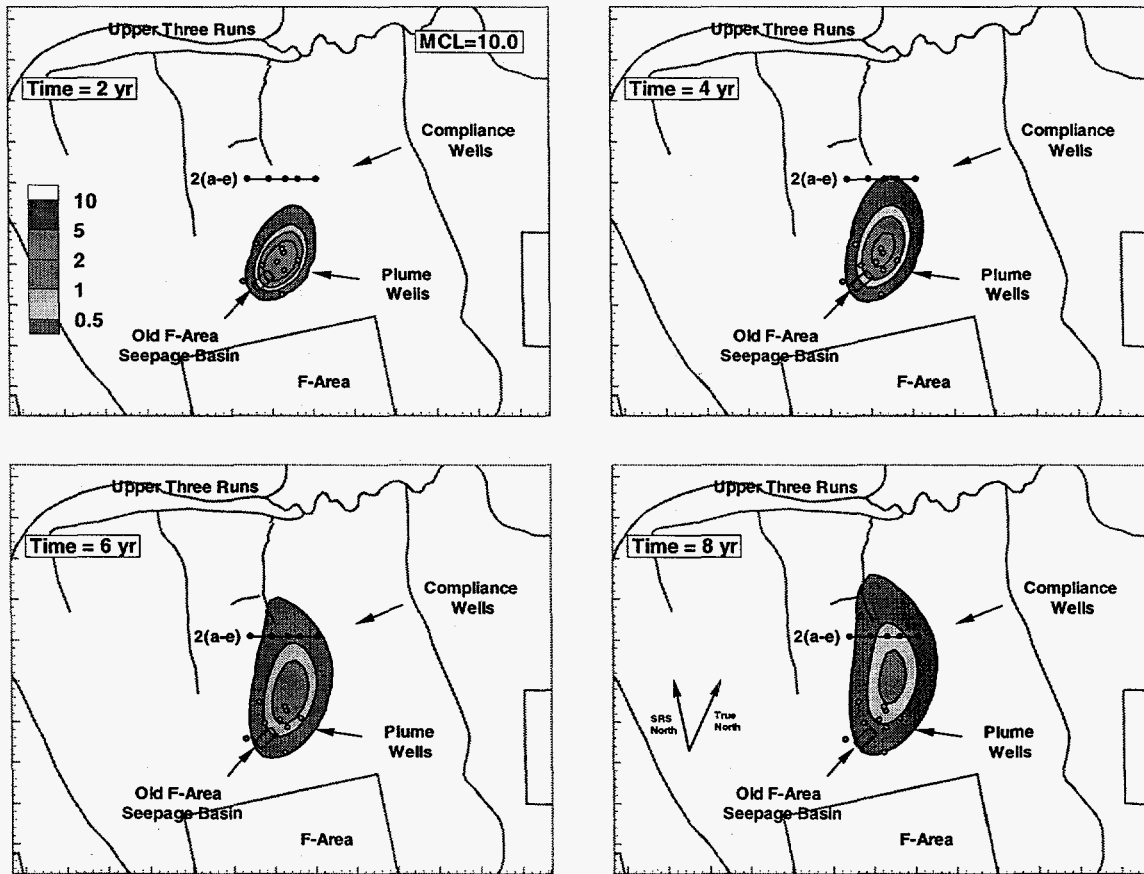 Upper Three Runs
MCL=10.0
Time = 2 yr
Compliance
Wells
2(a-e)
10
5
2
1
0.5
Plume
Wells
Old F-Area
Seepage Basin
F-Area
Upper Three Runs
Time = 4 yr
Compliance
Wells
2(a-e)
Plume
Wells
Old F-Area
Seepage Basin
F-Area
Upper Three Runs
Time = 6 yr
Compliance
Wells
2(a-e)
Plume
Wells
Old F-Area
Seepage Basin
F-Area
Upper Three Runs
Time = 8 yr
Compliance
Wells
2(a-e)
SRS
North
True
North
Plume
Wells
Old F-Area
Seepage Basin
F-Area